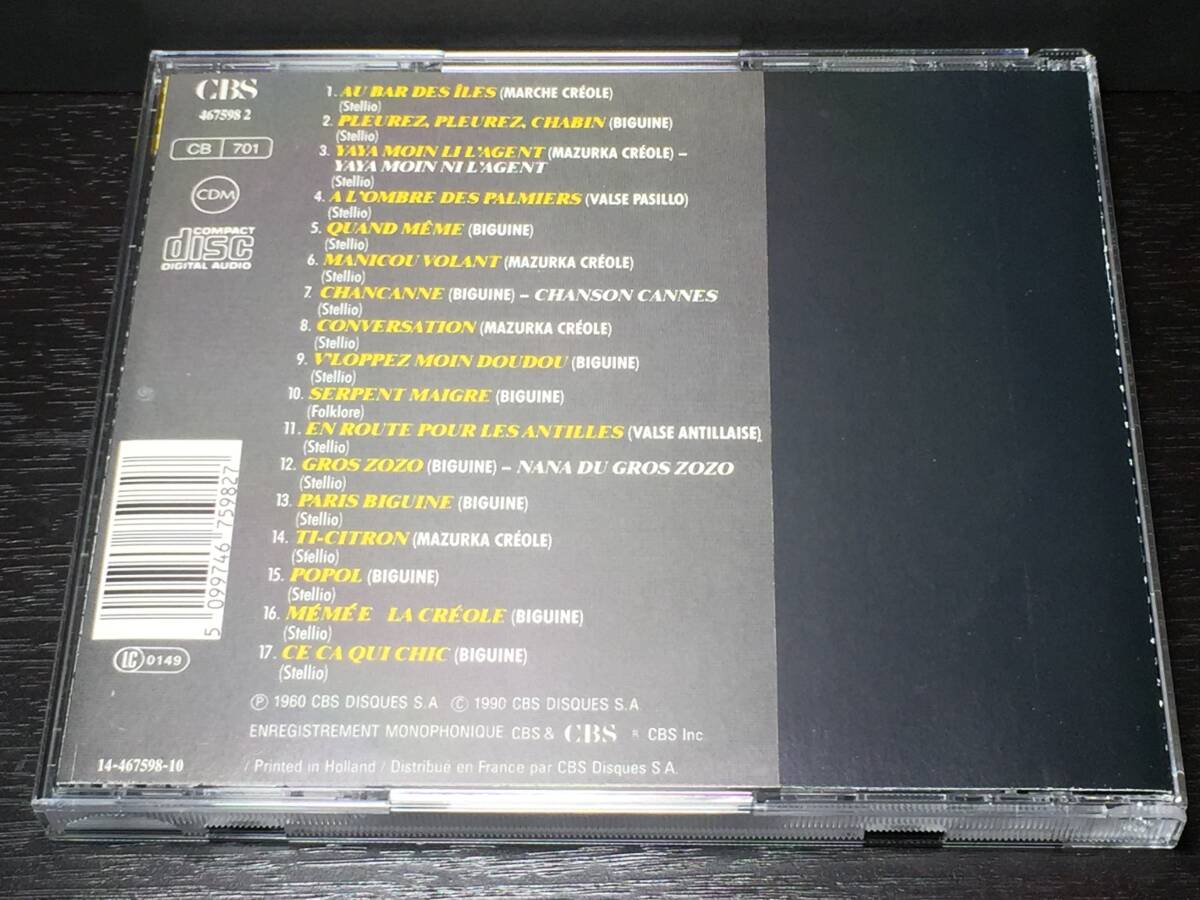 CBS
467598 2
CB 701
CDM
COMPACT
disc
DIGITAL AUDIO
1. AU BAR DES ÎLES (MARCHE CRÉOLE)
(Stellio)
2. PLEUREZ, PLEUREZ, CHABIN (BIGUINE)
(Stellio)
3. YAYA MOIN LI L'AGENT (MAZURKA CRÉOLE) –
YAYA MOIN NI L'AGENT
(Stellio)
4. A L'OMBRE DES PALMIERS (VALSE PASILLO)
(Stellio)
5. QUAND MÊME (BIGUINE)
(Stellio)
6. MANICOU VOLANT (MAZURKA CRÉOLE)
(Stellio)
7. CHANCANNE (BIGUINE) – CHANSON CANNES
(Stellio)
8. CONVERSATION (MAZURKA CRÉOLE)
(Stellio)
9. V'LOPPEZ MOIN DOUDOU (BIGUINE)
(Stellio)
10. SERPENT MAIGRE (BIGUINE)
(Folklore)
11. EN ROUTE POUR LES ANTILLES (VALSE ANTILLAISE)
(Stellio)
12. GROS ZOZO (BIGUINE) – NANA DU GROS ZOZO
(Stellio)
13. PARIS BIGUINE (BIGUINE)
(Stellio)
14. TI-CITRON (MAZURKA CRÉOLE)
(Stellio)
15. POPOL (BIGUINE)
(Stellio)
16. MÉMÉ E LA CRÉOLE (BIGUINE)
(Stellio)
17. CE CA QUI CHIC (BIGUINE)
(Stellio)
5 099746 759827
LC 0149
Ⓟ 1960 CBS DISQUES S.A © 1990 CBS DISQUES S.A
ENREGISTREMENT MONOPHONIQUE CBS & CBS ® CBS Inc
14-467598-10 / Printed in Holland / Distribué en France par CBS Disques S A.